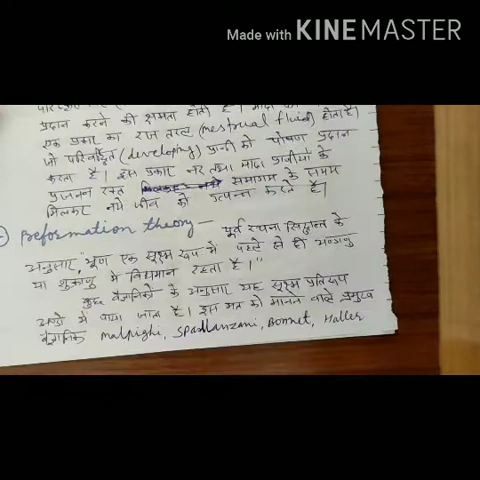 Made with KINEMASTER
प्रदान करने की क्षमता होती है। मादा
एक प्रकार का रज तरल (menstrual fluid) होता है।
जो परिवर्द्धित (developing) प्राणी को पोषण प्रदान
करता है। इस प्रकार नर तथा मादा प्राणीयों के
प्रजनन रक्त समागम के समय
मिलकर नये जीव को उत्पन्न करते हैं।
Preformation theory - पूर्व रचना सिद्धान्त के
अनुसार, "भ्रूण एक सूक्ष्म रूप में पहले से ही अण्डाणु
या शुक्राणु में विद्यमान रहता है।"
कुछ वैज्ञानिकों के अनुसार यह सूक्ष्म प्रतिरूप
अण्डे में पाया जाता है। इस मत को मानने वाले प्रमुख
वैज्ञानिक Malpighi, Spallanzani, Bonnet, Haller